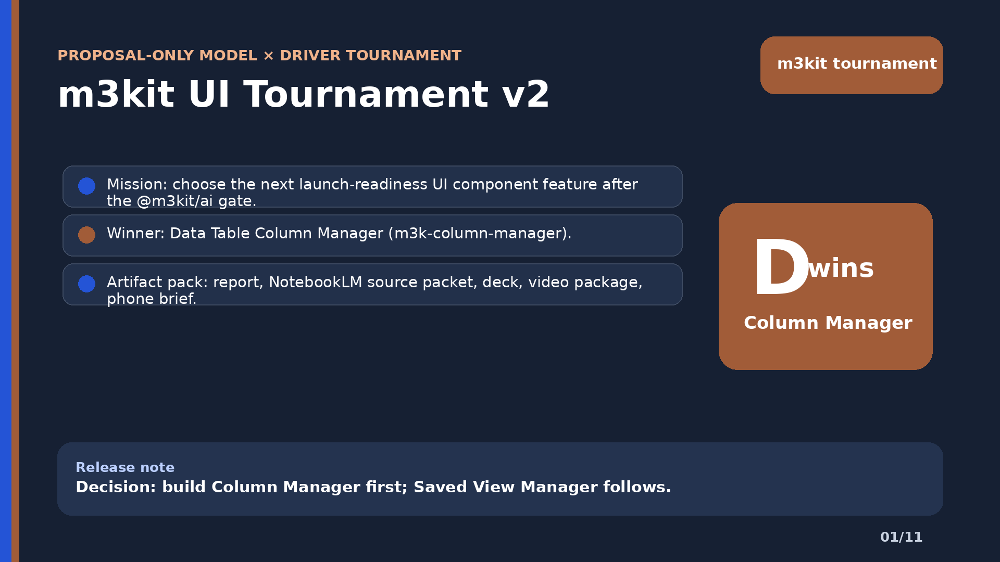 PROPOSAL-ONLY MODEL × DRIVER TOURNAMENT
m3kit UI Tournament v2
m3kit tournament
Mission: choose the next launch-readiness UI component feature after
the @m3kit/ai gate.
Winner: Data Table Column Manager (m3k-column-manager).
Artifact pack: report, NotebookLM source packet, deck, video package,
phone brief.
D wins
Column Manager
Release note
Decision: build Column Manager first; Saved View Manager follows.
01/11